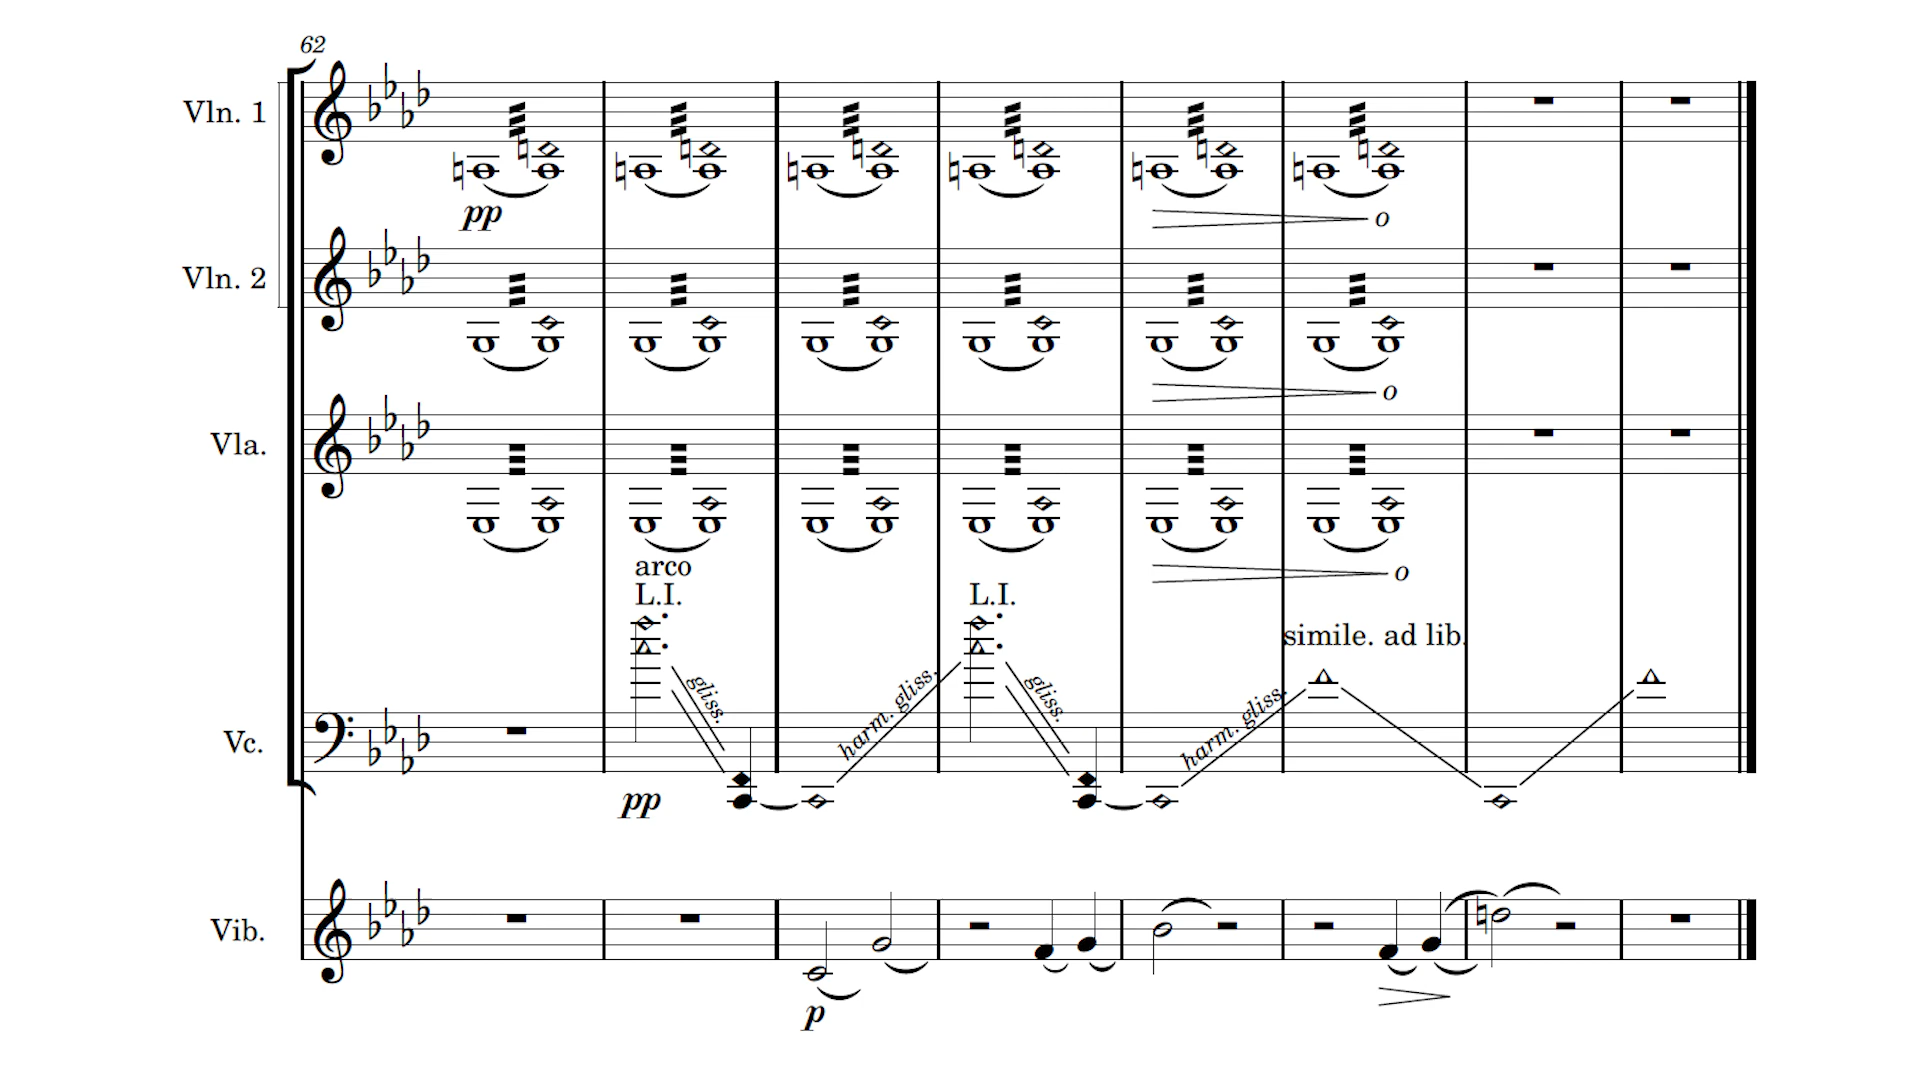 62
Vln. 1
pp
o
Vln. 2
o
Vla.
o
arco
L.I.
L.I.
simile. ad lib.
gliss.
harm. gliss.
gliss.
harm. gliss.
Vc.
pp
Vib.
p